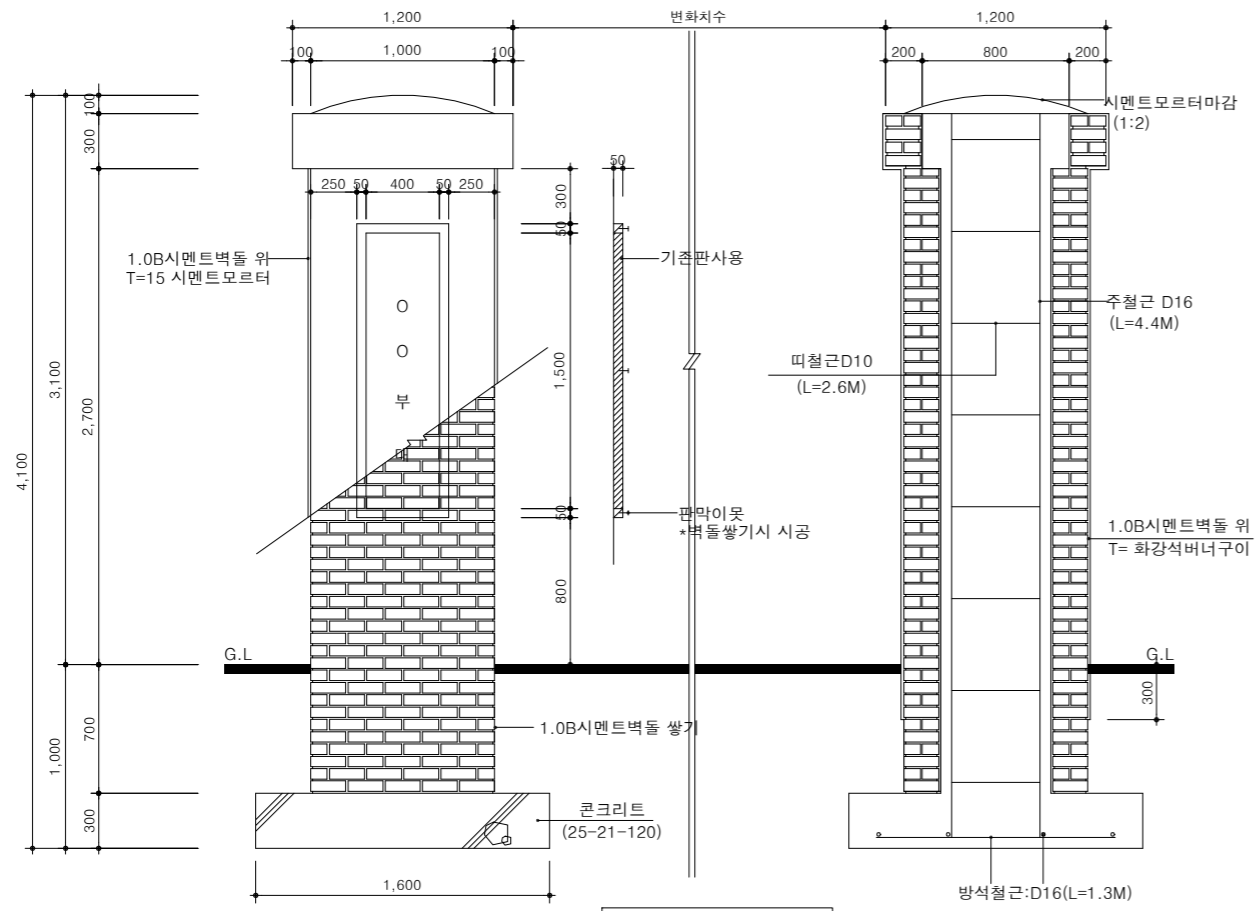 1,200
변화치수
1,200
100
1,000
100
200
800
200
시멘트모르터마감
(1:2)
100
300
250
50
400
50
250
50
300
50
1.0B시멘트벽돌 위
T=15 시멘트모르터
기존판사용
O
O
부
주철근 D16
(L=4.4M)
띠철근D10
(L=2.6M)
3,100
2,700
4,100
1,500
50
판막이못
*벽돌쌓기시 시공
1.0B시멘트벽돌 위
T= 화강석버너구이
800
G.L
G.L
300
700
1,000
1.0B시멘트벽돌 쌓기
300
콘크리트
(25-21-120)
1,600
방석철근:D16(L=1.3M)